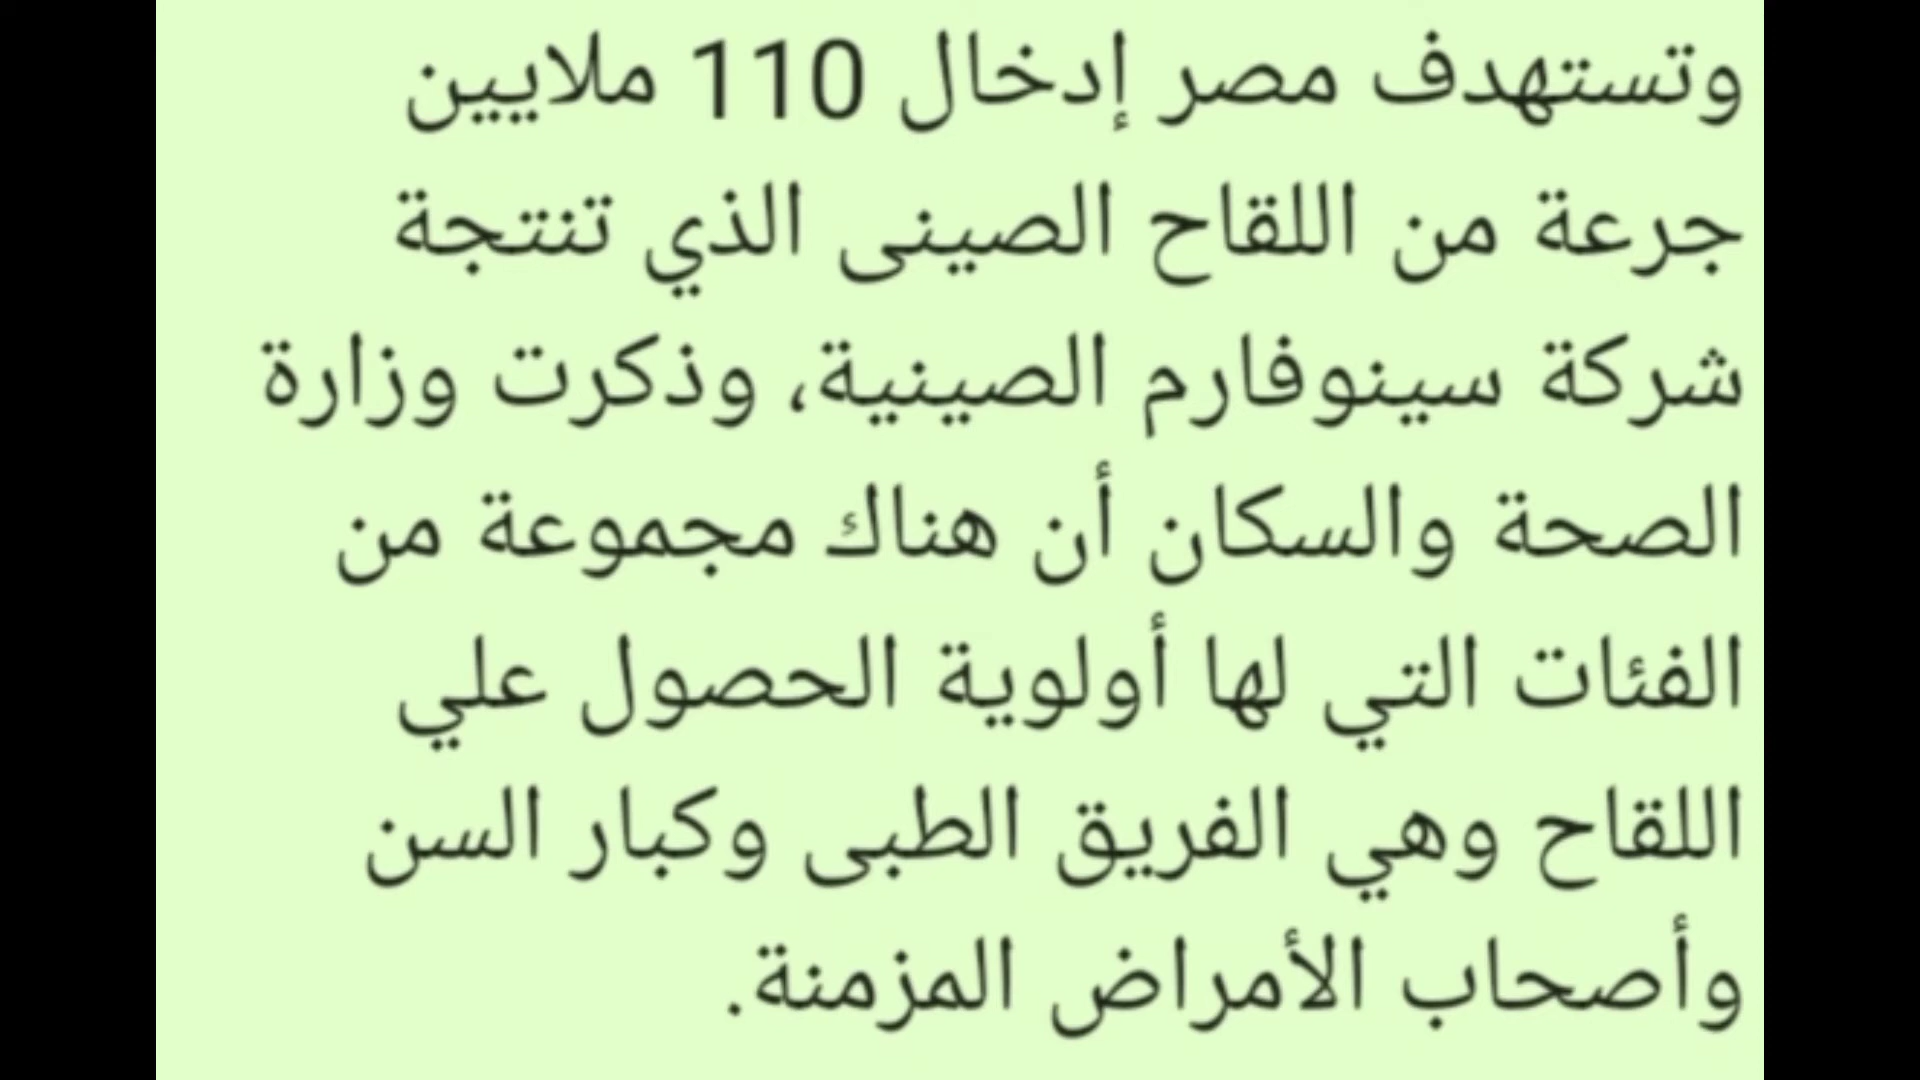 وتستهدف مصر إدخال 110 ملايين
جرعة من اللقاح الصينى الذي تنتجة
شركة سينوفارم الصينية، وذكرت وزارة
الصحة والسكان أن هناك مجموعة من
الفئات التي لها أولوية الحصول علي
اللقاح وهي الفريق الطبى وكبار السن
وأصحاب الأمراض المزمنة.